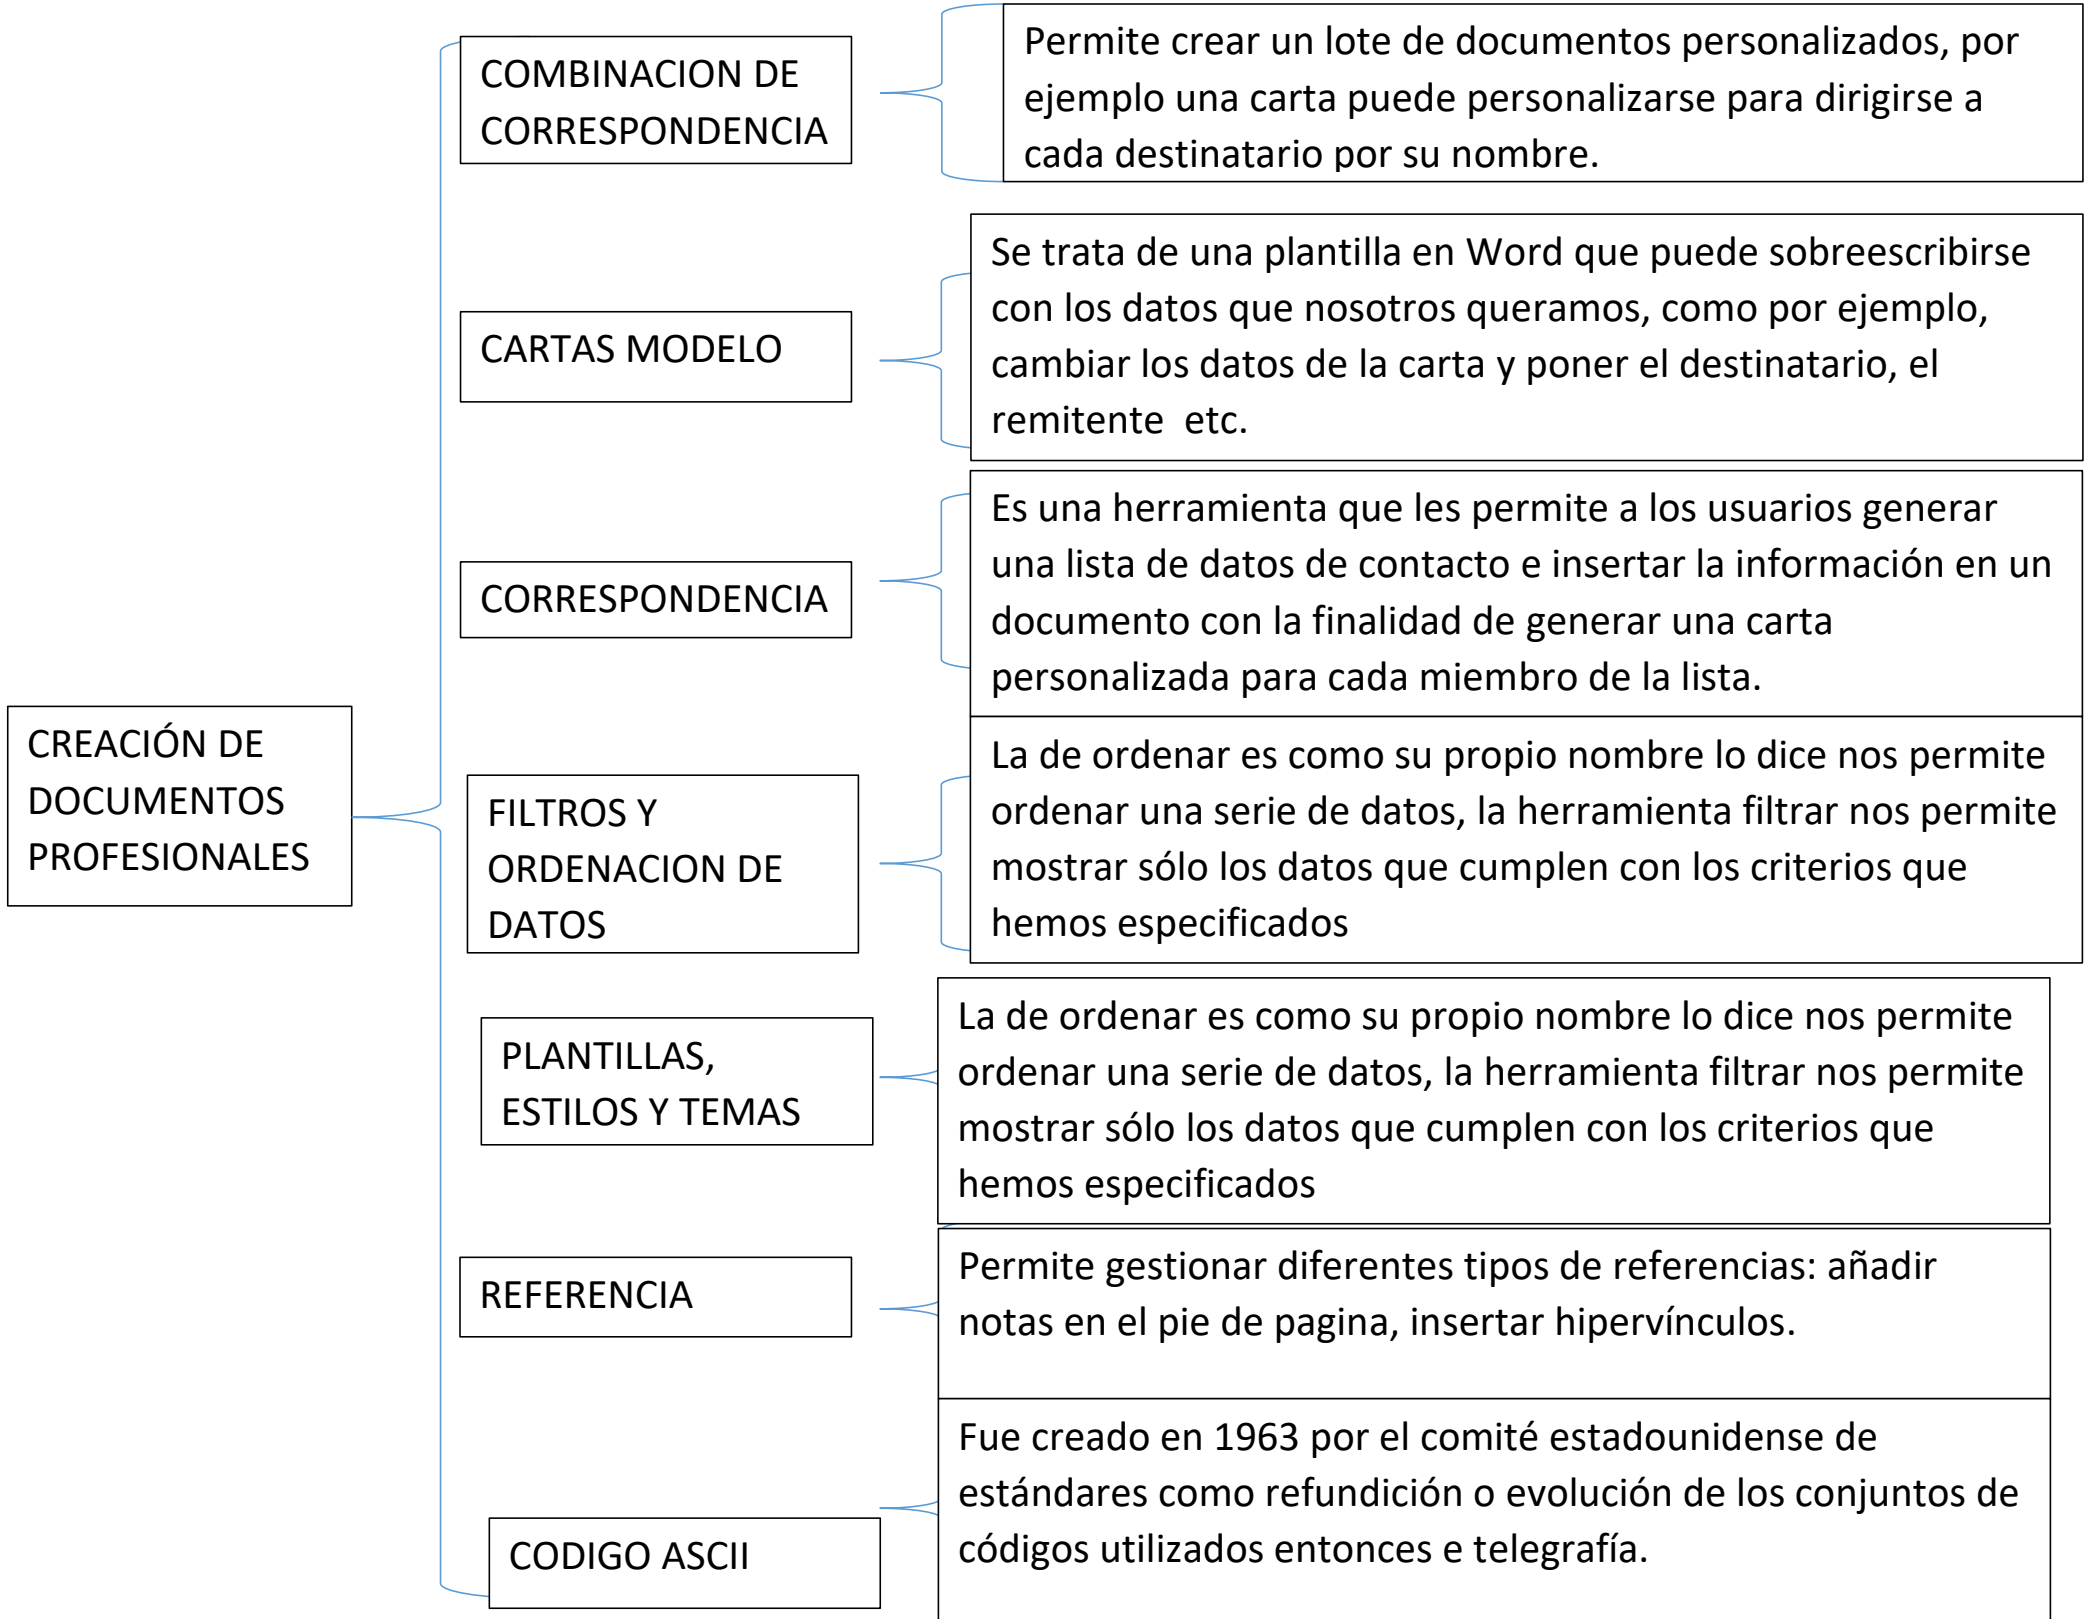 COMBINACION DE
CORRESPONDENCIA
Permite crear un lote de documentos personalizados, por
ejemplo una carta puede personalizarse para dirigirse a
cada destinatario por su nombre.
CARTAS MODELO
Se trata de una plantilla en Word que puede sobreescribirse
con los datos que nosotros queramos, como por ejemplo,
cambiar los datos de la carta y poner el destinatario, el
remitente  etc.
CORRESPONDENCIA
Es una herramienta que les permite a los usuarios generar
una lista de datos de contacto e insertar la información en un
documento con la finalidad de generar una carta
personalizada para cada miembro de la lista.
CREACIÓN DE
DOCUMENTOS
PROFESIONALES
FILTROS Y
ORDENACION DE
DATOS
La de ordenar es como su propio nombre lo dice nos permite
ordenar una serie de datos, la herramienta filtrar nos permite
mostrar sólo los datos que cumplen con los criterios que
hemos especificados
PLANTILLAS,
ESTILOS Y TEMAS
La de ordenar es como su propio nombre lo dice nos permite
ordenar una serie de datos, la herramienta filtrar nos permite
mostrar sólo los datos que cumplen con los criterios que
hemos especificados
REFERENCIA
Permite gestionar diferentes tipos de referencias: añadir
notas en el pie de pagina, insertar hipervínculos.
CODIGO ASCII
Fue creado en 1963 por el comité estadounidense de
estándares como refundición o evolución de los conjuntos de
códigos utilizados entonces e telegrafía.